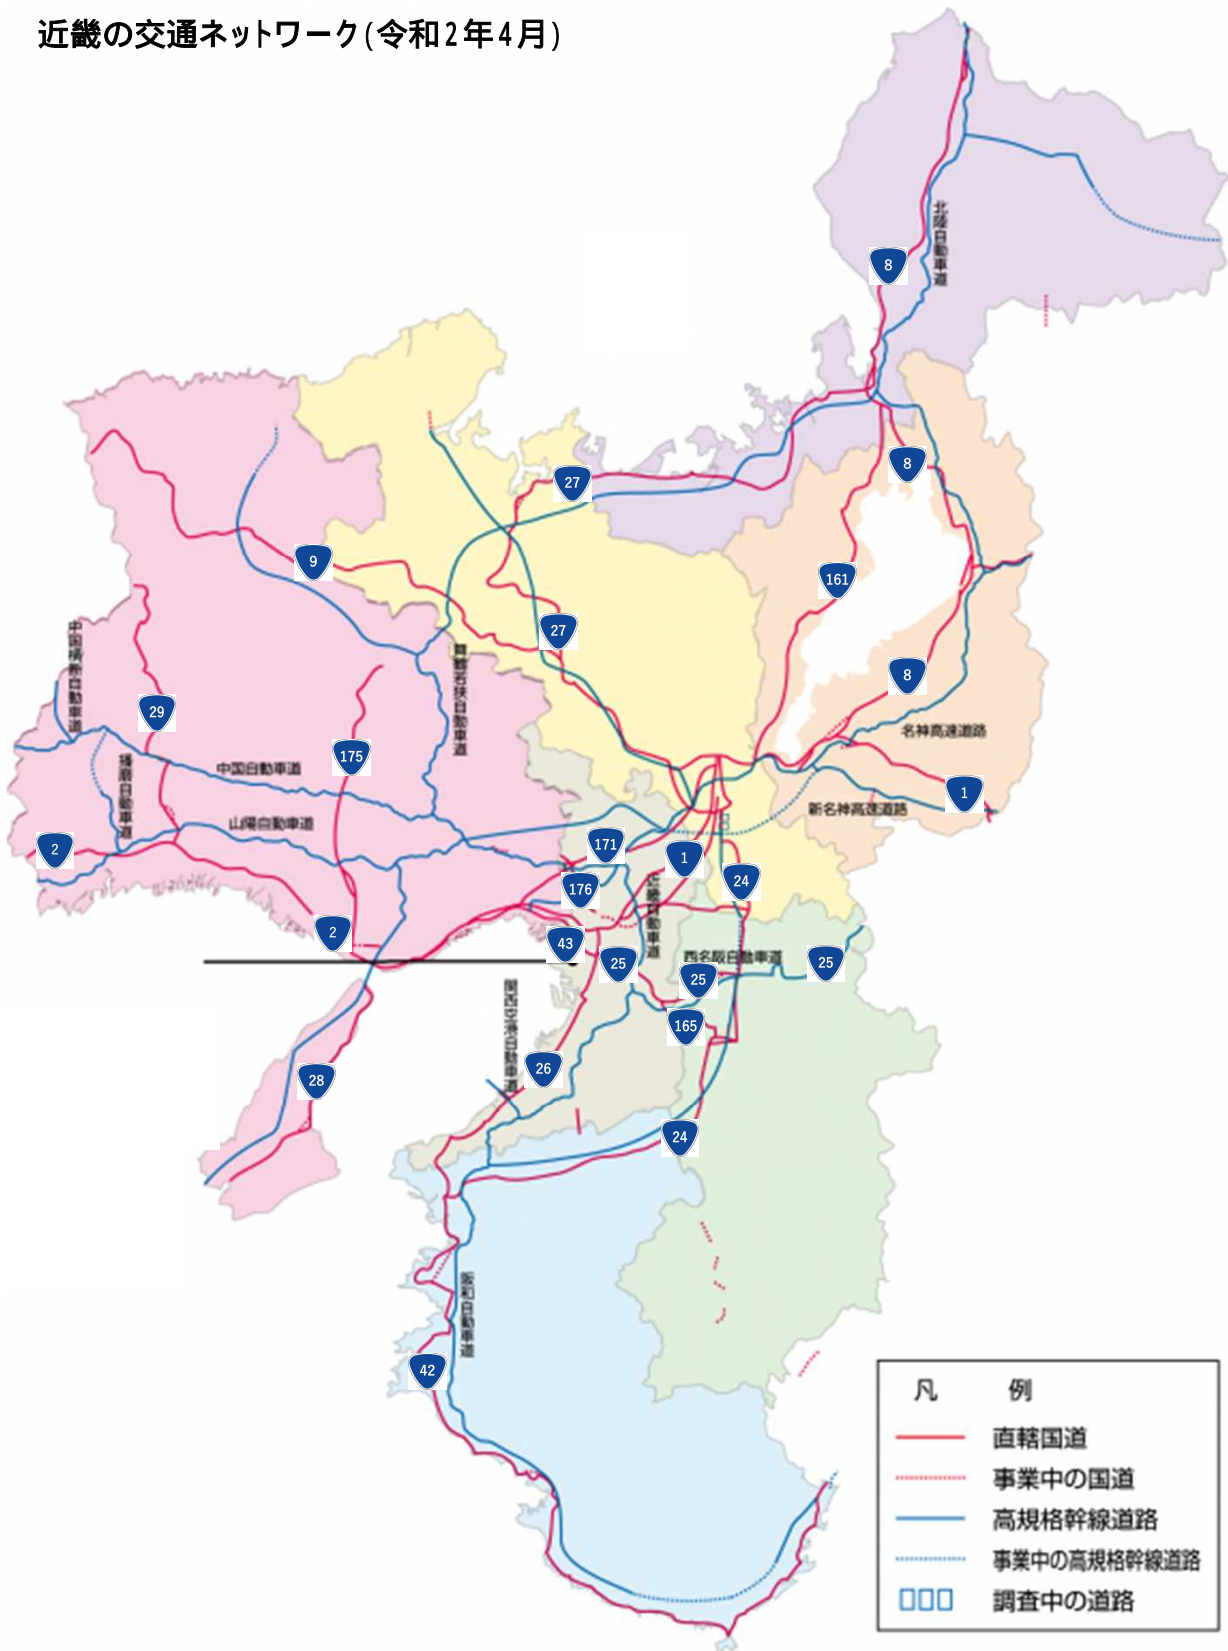 近畿の交通ネットワーク(令和2年4月)
北陸自動車道
8
8
27
9
161
27
中国横断自動車道
舞鶴若狭自動車道
8
29
名神高速道路
175
播磨自動車道
中国自動車道
1
新名神高速道路
山陽自動車道
2
171
1
176
近畿自動車道
24
2
43
25
西名阪自動車道
25
25
関西空港自動車道
165
26
28
24
阪和自動車道
42
凡 例
直轄国道
事業中の国道
高規格幹線道路
事業中の高規格幹線道路
調査中の道路